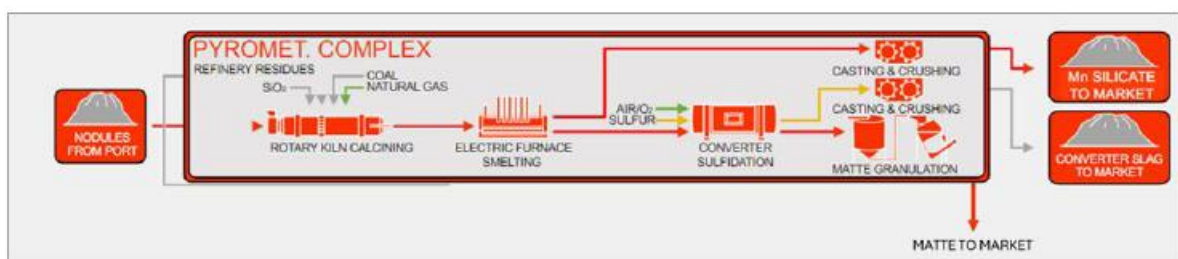 PYROMET. COMPLEX
REFINERY RESIDUES
SiO₂
COAL
NATURAL GAS
NODULES
FROM PORT
ROTARY KILN CALCINING
ELECTRIC FURNACE
SMELTING
AIR/O₂
SULFUR
CONVERTER
SULFIDATION
CASTING & CRUSHING
CASTING & CRUSHING
MATTE GRANULATION
Mn SILICATE
TO MARKET
CONVERTER SLAG
TO MARKET
MATTE TO MARKET